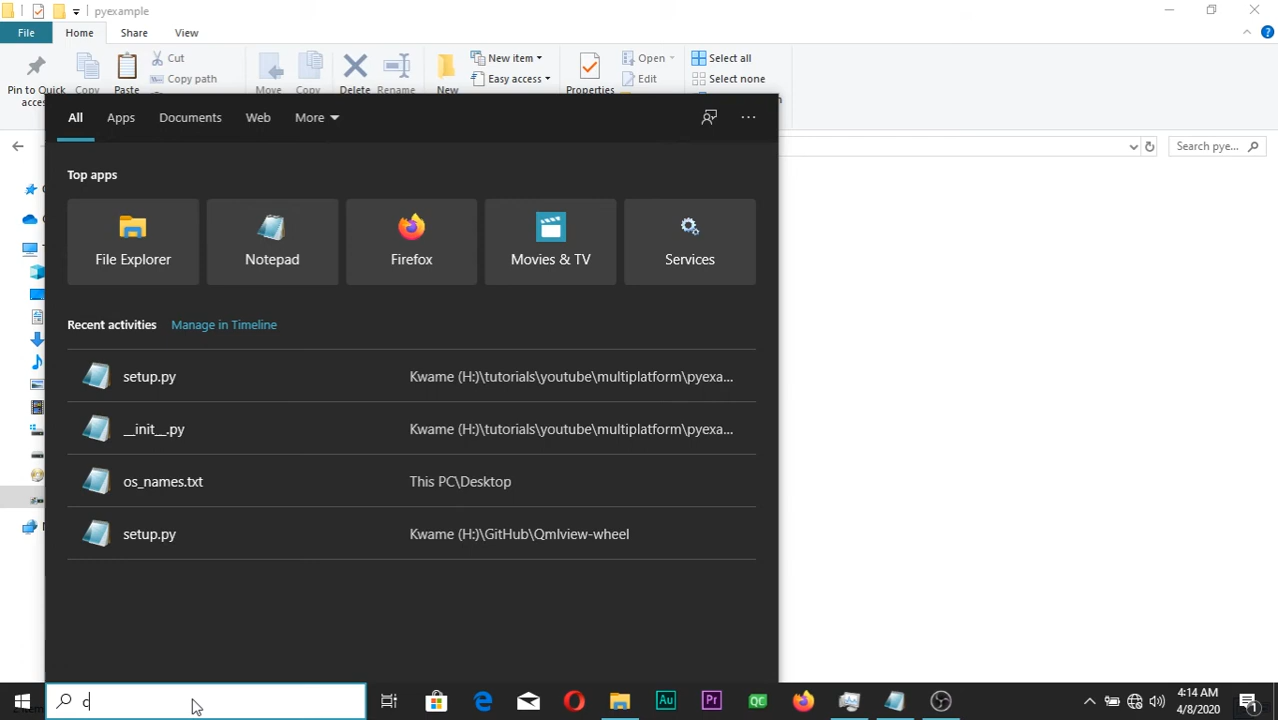 pyexample
File Home Share View
Pin to Quick access
Copy
Paste
Cut
Copy path
Move
Copy
Delete
Rename
New
New item
Easy access
Properties
Open
Edit
Select all
Select none
Search pye...
All Apps Documents Web More
Top apps
File Explorer
Notepad
Firefox
Movies & TV
Services
Recent activities Manage in Timeline
setup.py Kwame (H:)\tutorials\youtube\multiplatform\pyexa...
__init__.py Kwame (H:)\tutorials\youtube\multiplatform\pyexa...
os_names.txt This PC\Desktop
setup.py Kwame (H:)\GitHub\Qmlview-wheel
c
Au
Pr
QC
4:14 AM
4/8/2020
1